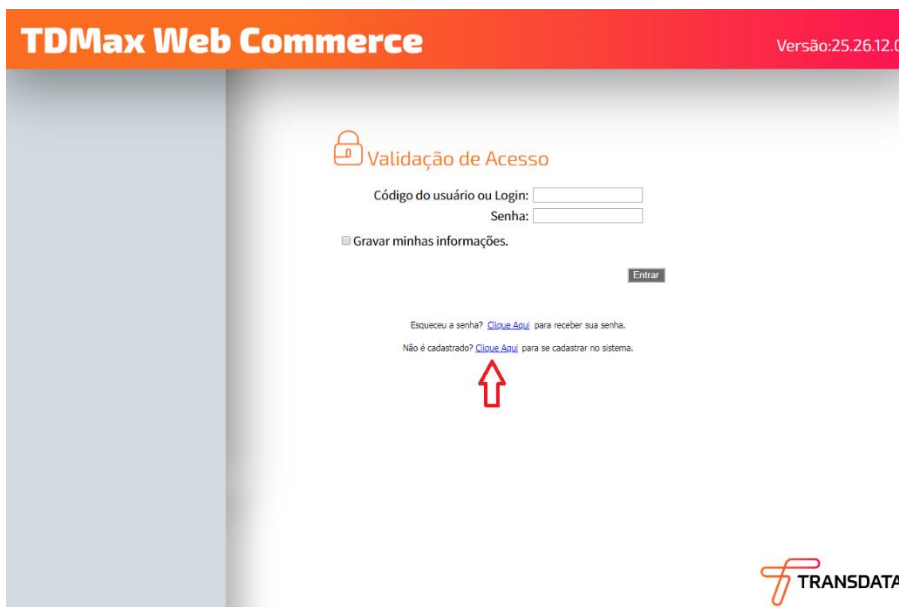 TDMax Web Commerce
Versão:25.26.12.0
Validação de Acesso
Código do usuário ou Login:
Senha:
Gravar minhas informações.
Entrar
Esqueceu a senha? Clique Aqui para receber sua senha.
Não é cadastrado? Clique Aqui para se cadastrar no sistema.
TRANSDATA